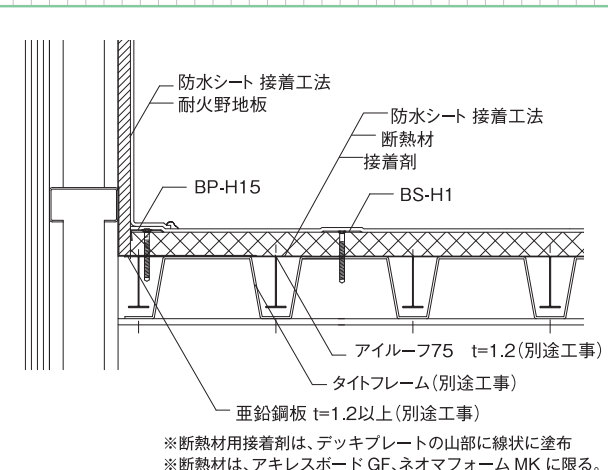 防水シート 接着工法
耐火野地板
防水シート 接着工法
断熱材
接着剤
BP-H15
BS-H1
アイルーフ75 t=1.2(別途工事)
タイトフレーム(別途工事)
亜鉛鋼板 t=1.2以上(別途工事)
※断熱材用接着剤は、デッキプレートの山部に線状に塗布
※断熱材は、アキレスボード GF、ネオマフォーム MK に限る。